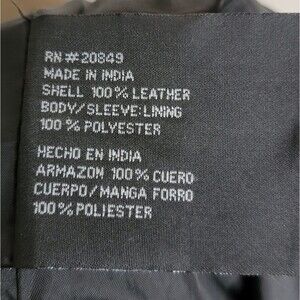 RN#20849
MADE IN INDIA
SHELL 100% LEATHER
BODY/SLEEVE:LINING
100% POLYESTER
HECHO EN INDIA
ARMAZON 100% CUERO
CUERPO/MANGA FORRO
100% POLIESTER